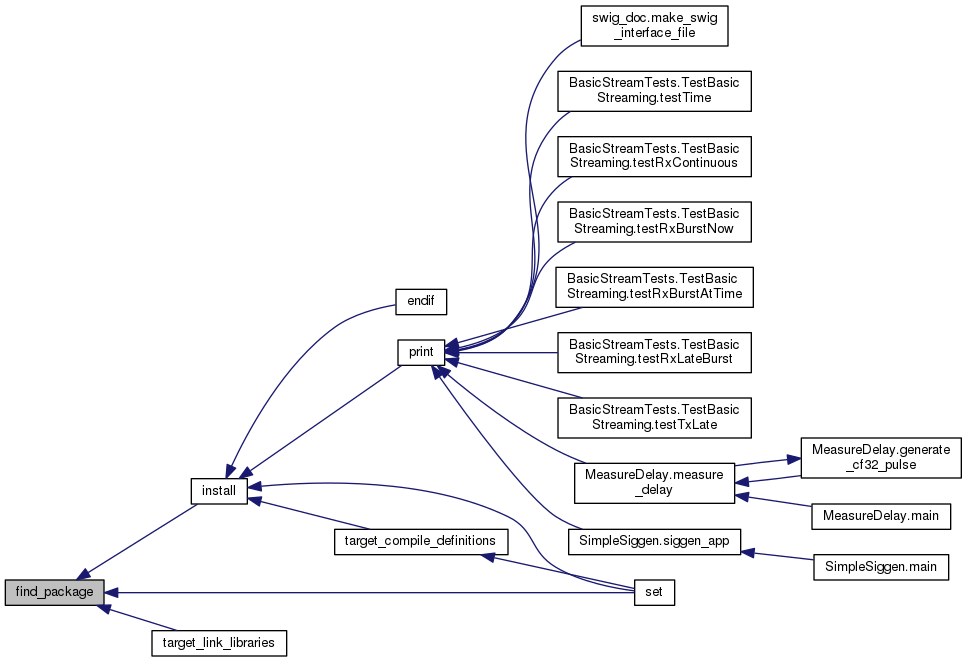 swig_doc.make_swig
_interface_file
BasicStreamTests.TestBasic
Streaming.testTime
BasicStreamTests.TestBasic
Streaming.testRxContinuous
BasicStreamTests.TestBasic
Streaming.testRxBurstNow
BasicStreamTests.TestBasic
Streaming.testRxBurstAtTime
endif
print
BasicStreamTests.TestBasic
Streaming.testRxLateBurst
BasicStreamTests.TestBasic
Streaming.testTxLate
MeasureDelay.generate
_cf32_pulse
MeasureDelay.measure
_delay
install
MeasureDelay.main
target_compile_definitions
SimpleSiggen.siggen_app
SimpleSiggen.main
find_package
set
target_link_libraries